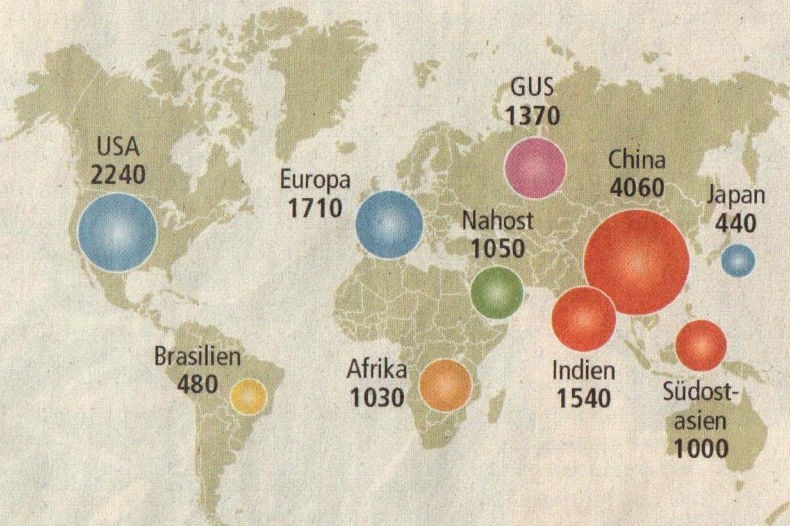 GUS
1370
USA
2240
China
4060
Europa
1710
Japan
440
Nahost
1050
Brasilien
480
Afrika
1030
Indien
1540
Südost-
asien
1000